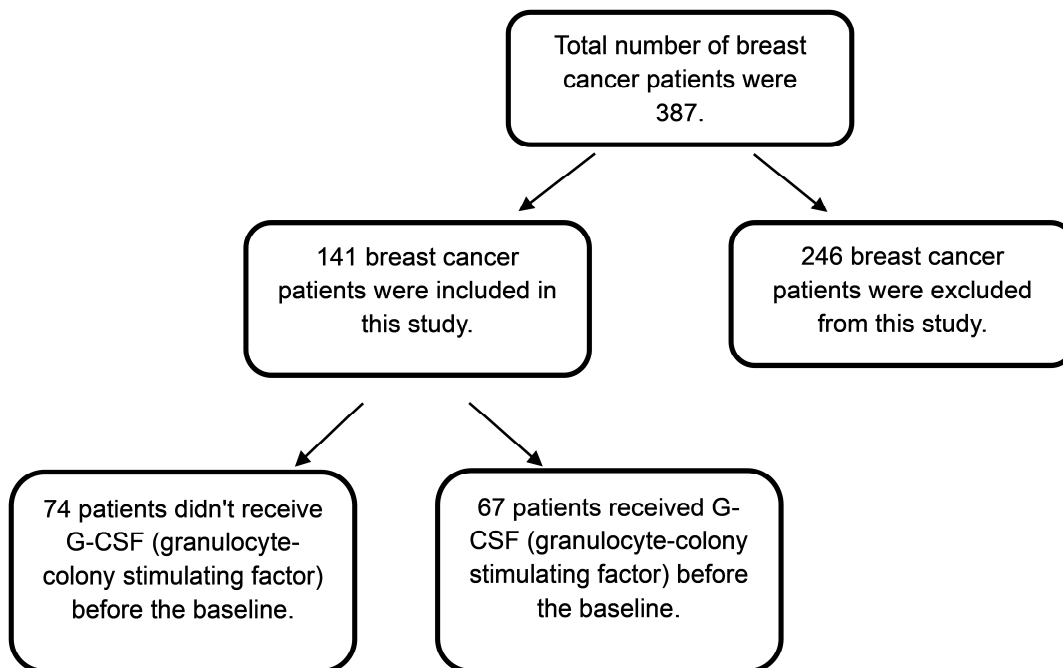 Total number of breast
cancer patients were
387.
141 breast cancer
patients were included in
this study.
246 breast cancer
patients were excluded
from this study.
74 patients didn't receive
G-CSF (granulocyte-
colony stimulating factor)
before the baseline.
67 patients received G-
CSF (granulocyte-colony
stimulating factor) before
the baseline.